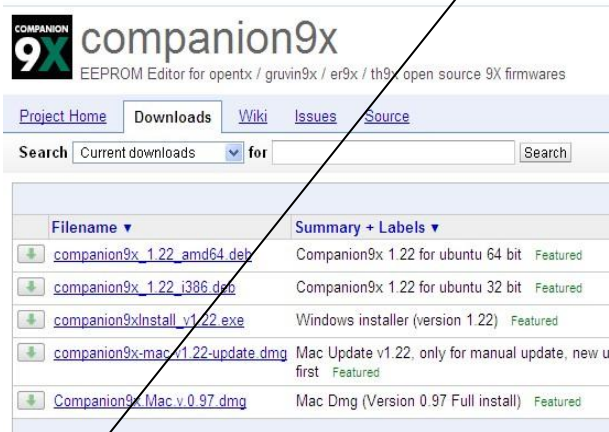 COMPANION
9X
companion9x
EEPROM Editor for opentx / gruvin9x / er9x / th9x open source 9X firmwares
Project Home Downloads Wiki Issues Source
Search Current downloads for Search
Filename ▼ Summary + Labels ▼
companion9x_1.22_amd64.deb Companion9x 1.22 for ubuntu 64 bit Featured
companion9x_1.22_i386.deb Companion9x 1.22 for ubuntu 32 bit Featured
companion9xInstall_v1.22.exe Windows installer (version 1.22) Featured
companion9x-mac-v1.22-update.dmg Mac Update v1.22, only for manual update, new
first Featured
Companion9x.Mac.v.0.97.dmg Mac Dmg (Version 0.97 Full install) Featured